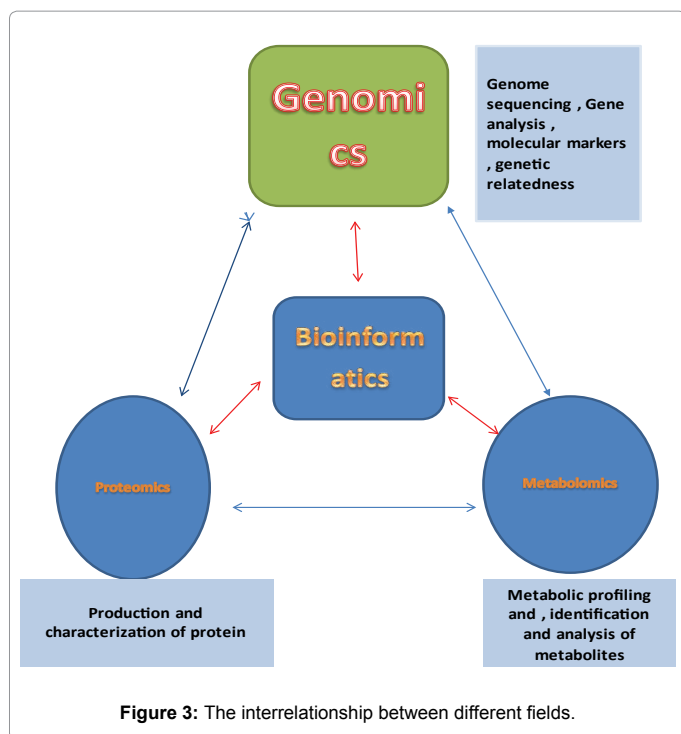 Genomi
cs
Genome
sequencing , Gene
analysis ,
molecular markers
, genetic
relatedness
Bioinform
atics
Proteomics
Metabolomics
Production and
characterization of protein
Metabolic profiling
and , identification
and analysis of
metabolites
Figure 3: The interrelationship between different fields.